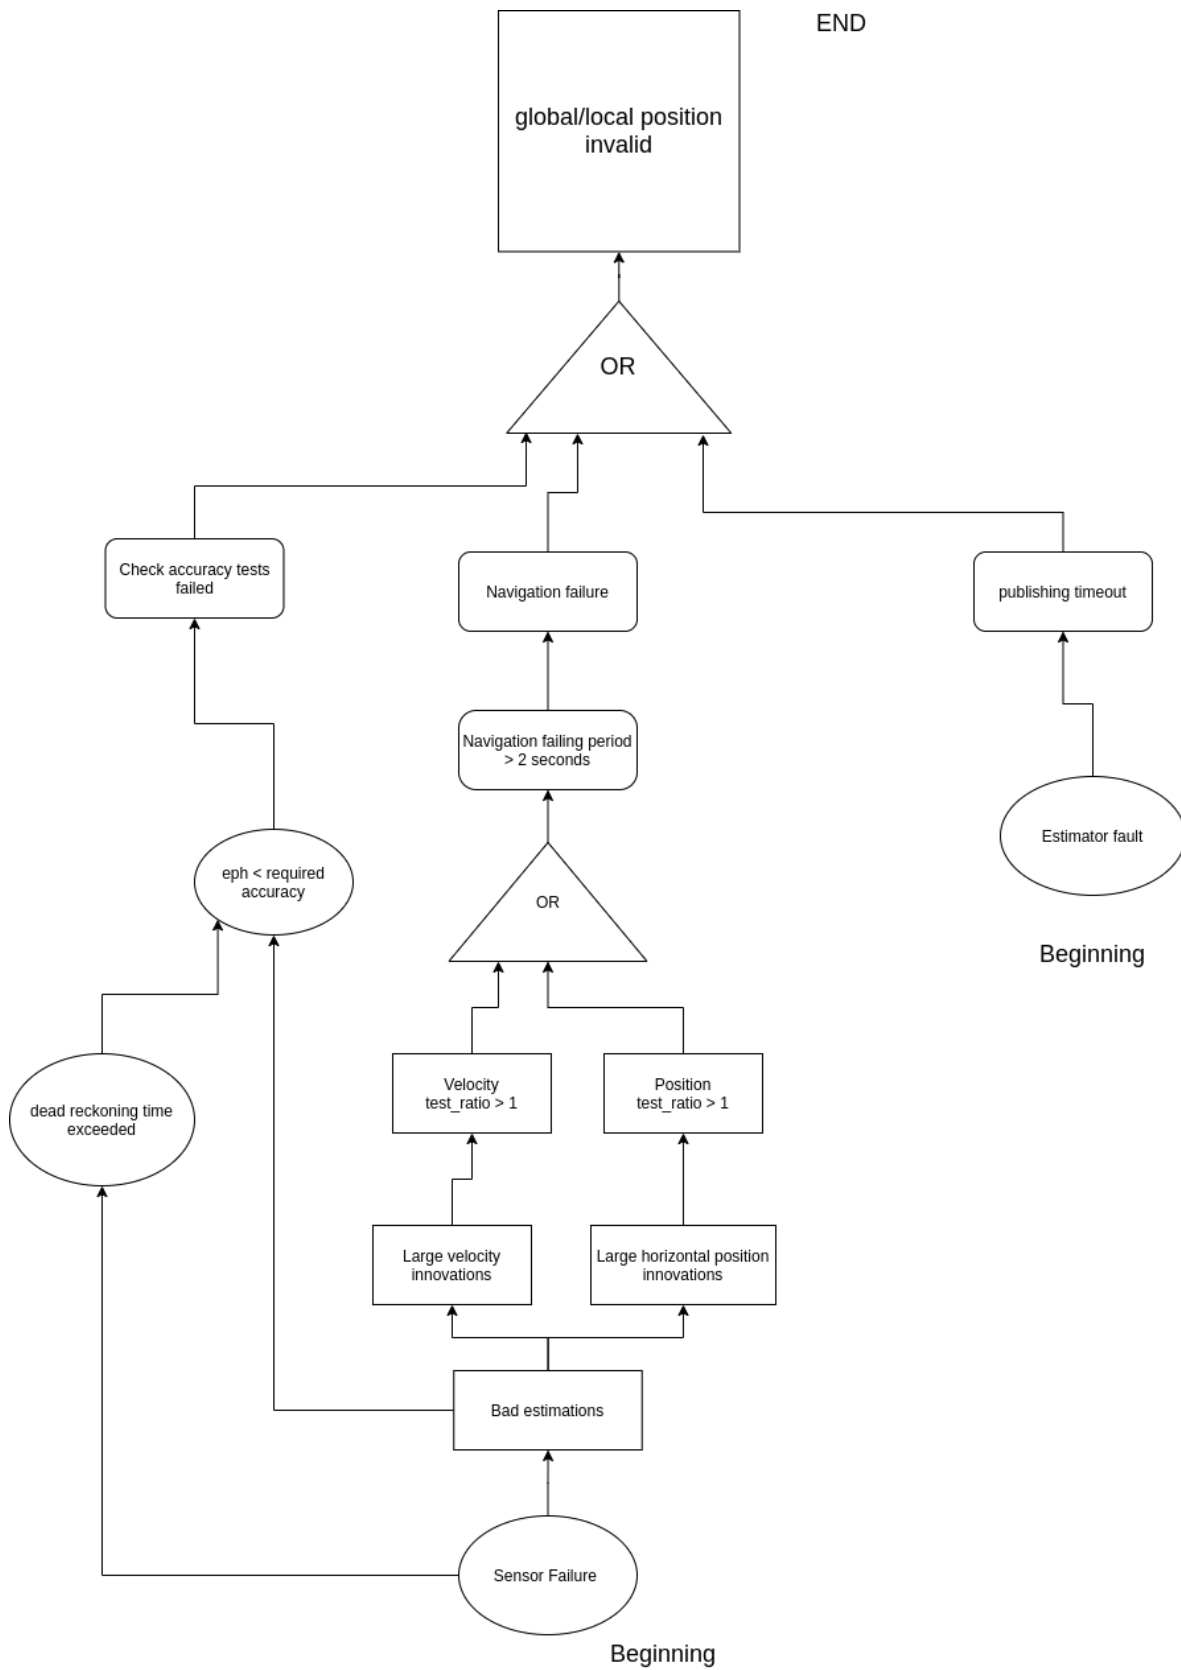 END
global/local position
invalid
OR
Check accuracy tests
failed
Navigation failure
publishing timeout
Navigation failing period
> 2 seconds
Estimator fault
eph < required
accuracy
OR
Beginning
Velocity
test_ratio > 1
Position
test_ratio > 1
dead reckoning time
exceeded
Large velocity
innovations
Large horizontal position
innovations
Bad estimations
Sensor Failure
Beginning